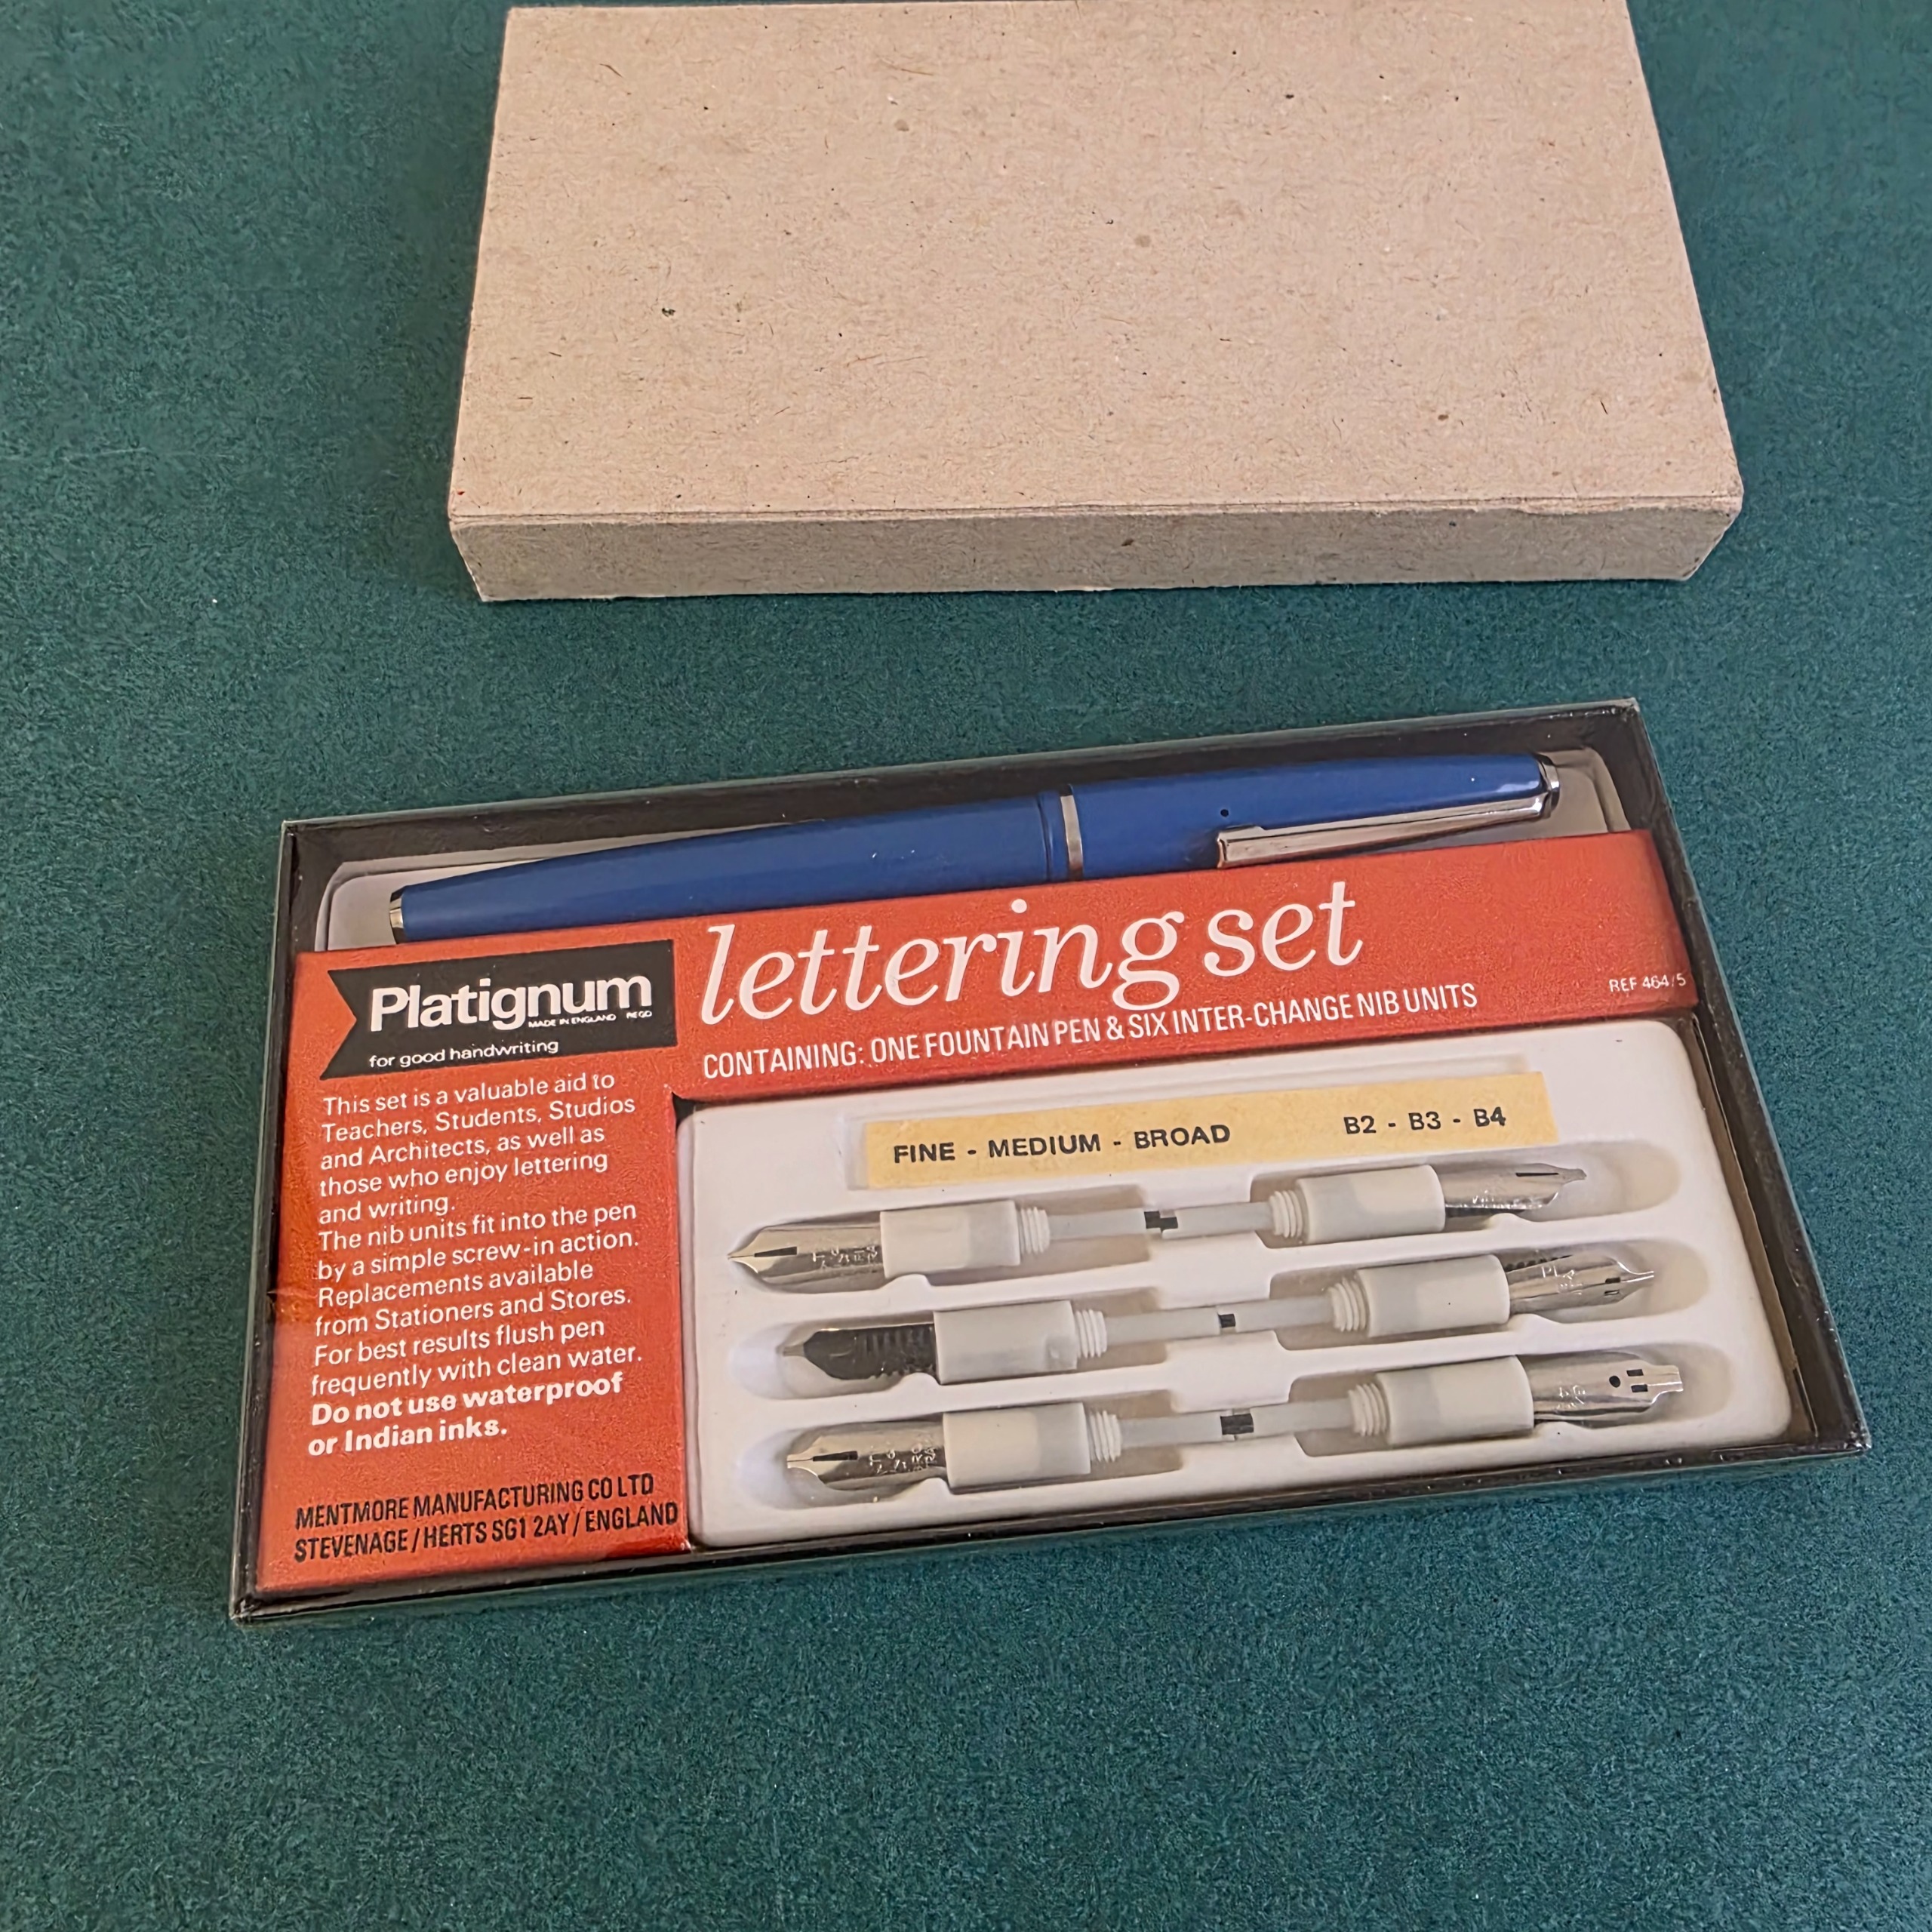 lettering set
CONTAINING: ONE FOUNTAIN PEN & SIX INTER-CHANGE NIB UNITS
REF 464/5
Platignum
MADE IN ENGLAND REGD
for good handwriting
This set is a valuable aid to
Teachers, Students, Studios
and Architects, as well as
those who enjoy lettering
and writing.
The nib units fit into the pen
by a simple screw-in action.
Replacements available
from Stationers and Stores.
For best results flush pen
frequently with clean water.
Do not use waterproof
or Indian inks.
MENTMORE MANUFACTURING CO LTD
STEVENAGE / HERTS SG1 2AY / ENGLAND
FINE - MEDIUM - BROAD B2 - B3 - B4